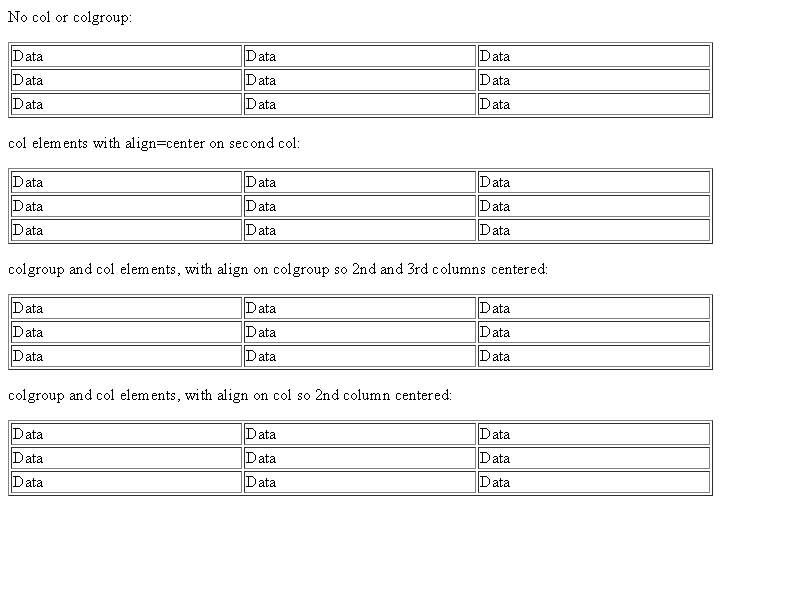 No col or colgroup:
Data Data Data
Data Data Data
Data Data Data
col elements with align=center on second col:
Data Data Data
Data Data Data
Data Data Data
colgroup and col elements, with align on colgroup so 2nd and 3rd columns centered:
Data Data Data
Data Data Data
Data Data Data
colgroup and col elements, with align on col so 2nd column centered:
Data Data Data
Data Data Data
Data Data Data